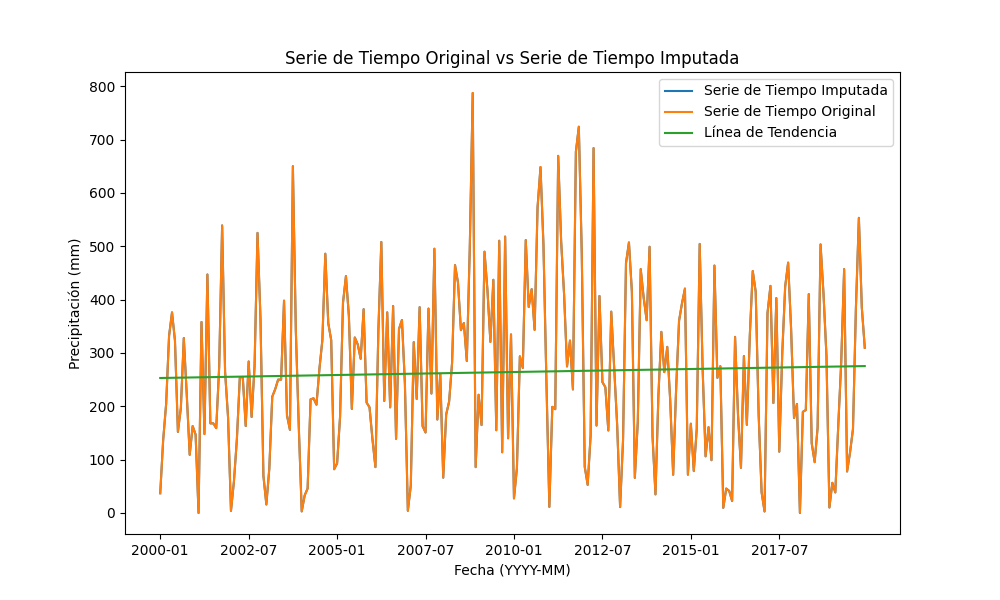 Serie de Tiempo Original vs Serie de Tiempo Imputada
Serie de Tiempo Imputada
Serie de Tiempo Original
Línea de Tendencia
Precipitación (mm)
800
700
600
500
400
300
200
100
0
2000-01 2002-07 2005-01 2007-07 2010-01 2012-07 2015-01 2017-07
Fecha (YYYY-MM)